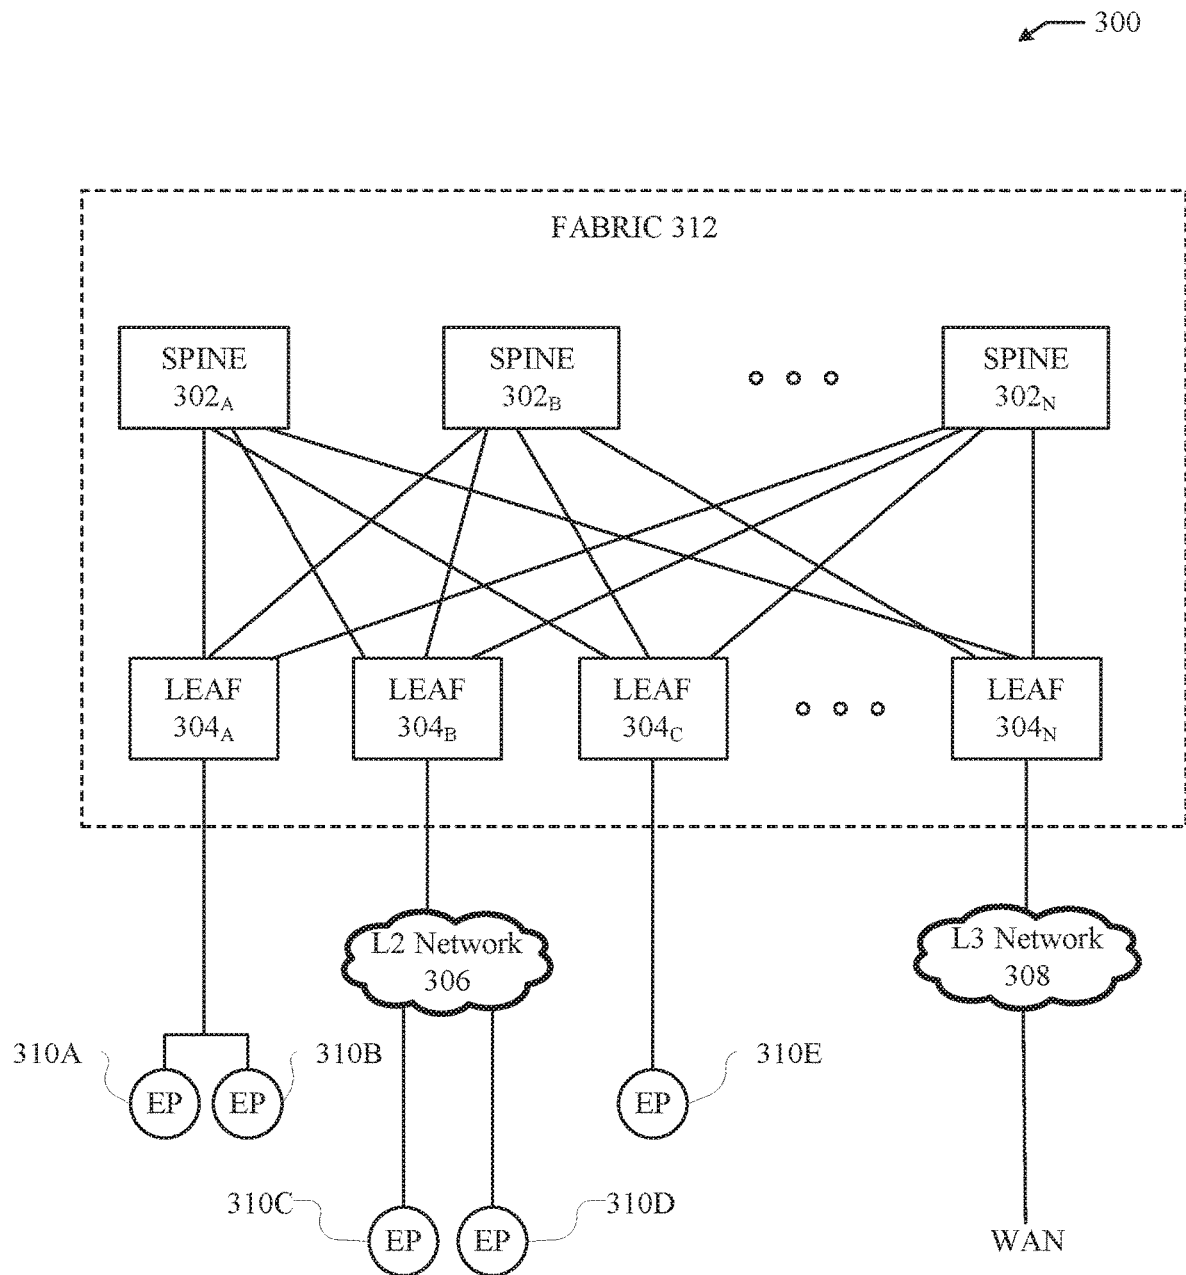 300
FABRIC 312
SPINE
302A
SPINE
302B
SPINE
302N
LEAF
304A
LEAF
304B
LEAF
304C
LEAF
304N
L2 Network
306
L3 Network
308
310A
EP
310B
EP
310E
EP
310C
EP
310D
EP
WAN